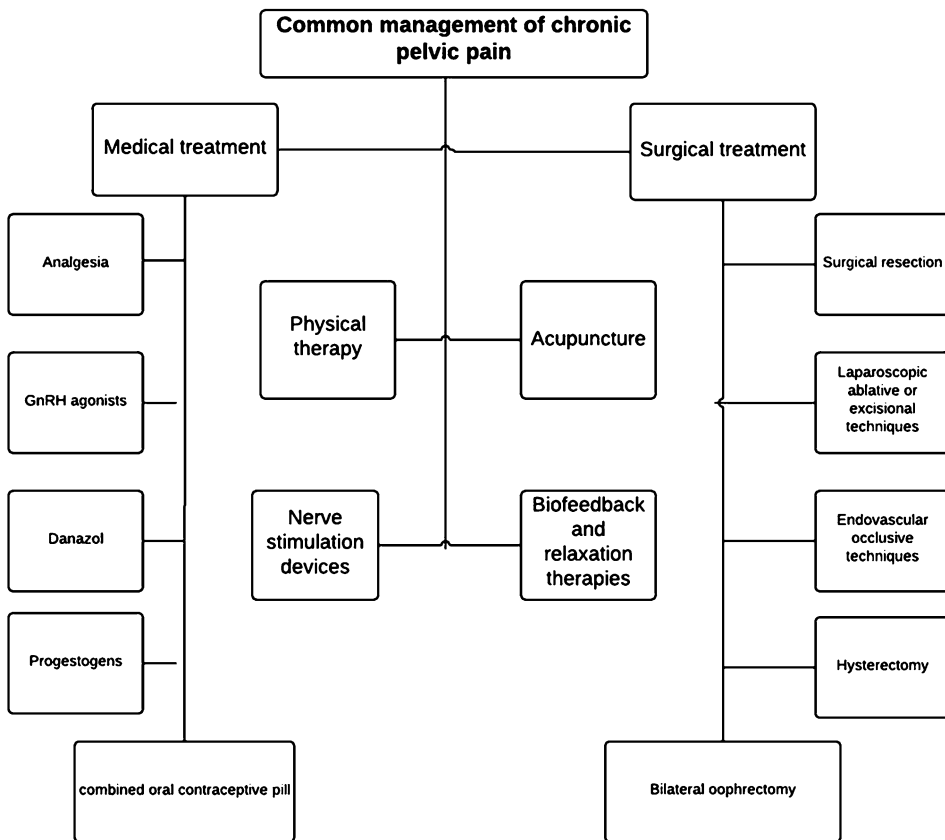 Common management of chronic
pelvic pain
Medical treatment
Surgical treatment
Analgesia
Surgical resection
Physical
therapy
Acupuncture
GnRH agonists
Laparoscopic
ablative or
excisional
techniques
Danazol
Nerve
stimulation
devices
Biofeedback
and
relaxation
therapies
Endovascular
occlusive
techniques
Progestogens
Hysterectomy
combined oral contraceptive pill
Bilateral oophrectomy